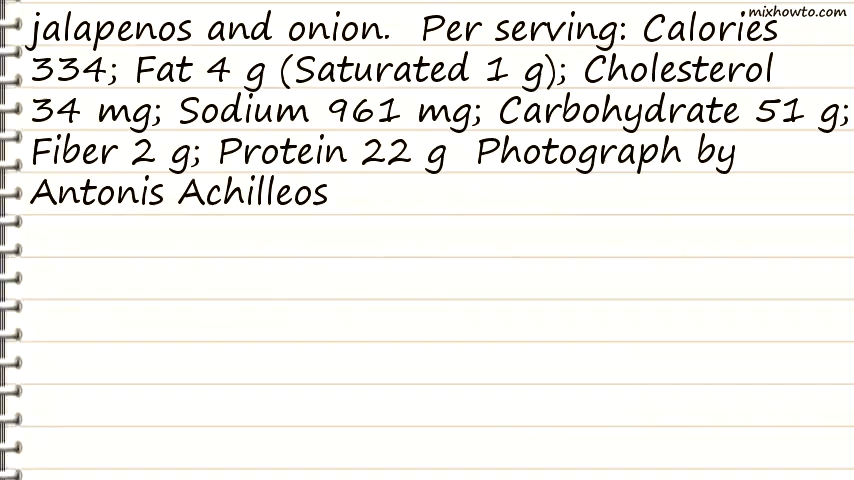 mixhowto.com
jalapenos and onion.  Per serving: Calories
334; Fat 4 g (Saturated 1 g); Cholesterol
34 mg; Sodium 961 mg; Carbohydrate 51 g;
Fiber 2 g; Protein 22 g  Photograph by
Antonis Achilleos